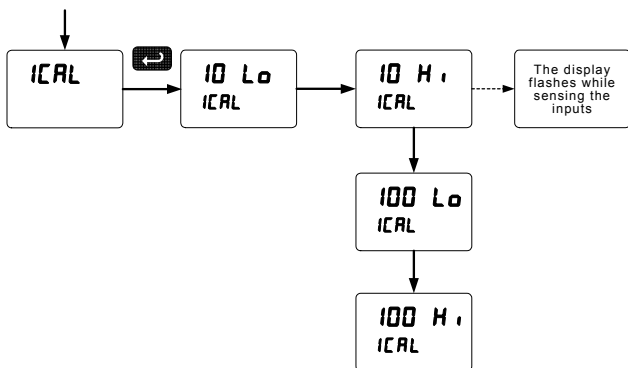 ICAL
10 Lo
ICAL
10 Hi
ICAL
The display
flashes while
sensing the
inputs
100 Lo
ICAL
100 Hi
ICAL